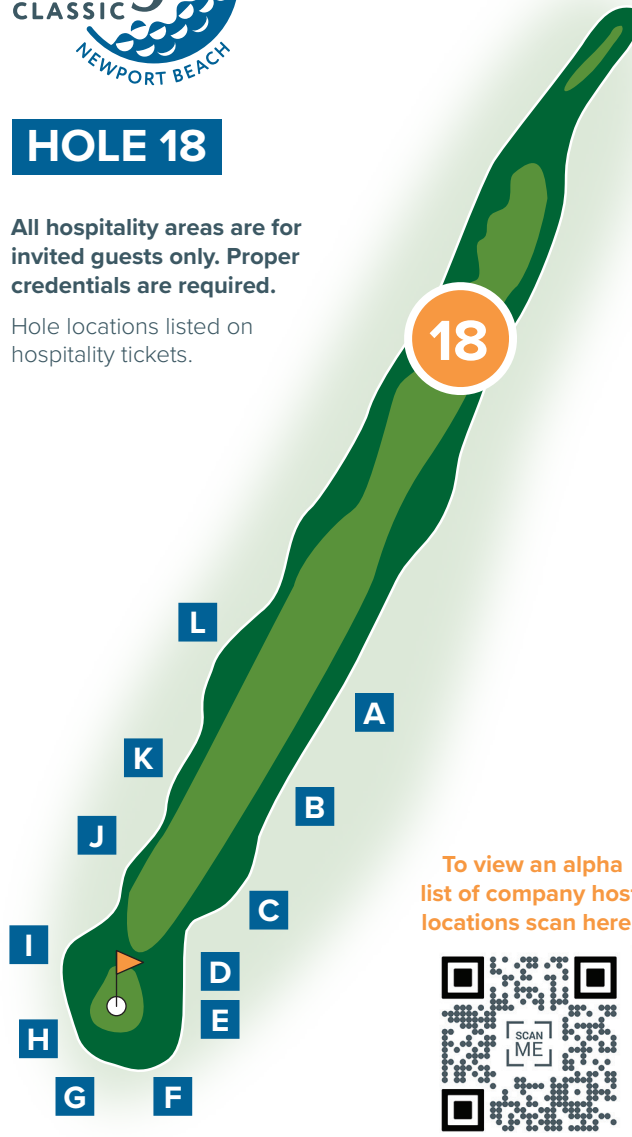 CLASSIC
NEWPORT BEACH
HOLE 18
All hospitality areas are for
invited guests only. Proper
credentials are required.
Hole locations listed on
hospitality tickets.
18
L
A
K
B
J
C
I
D
E
H
G
F
To view an alpha
list of company host
locations scan here
SCAN
ME